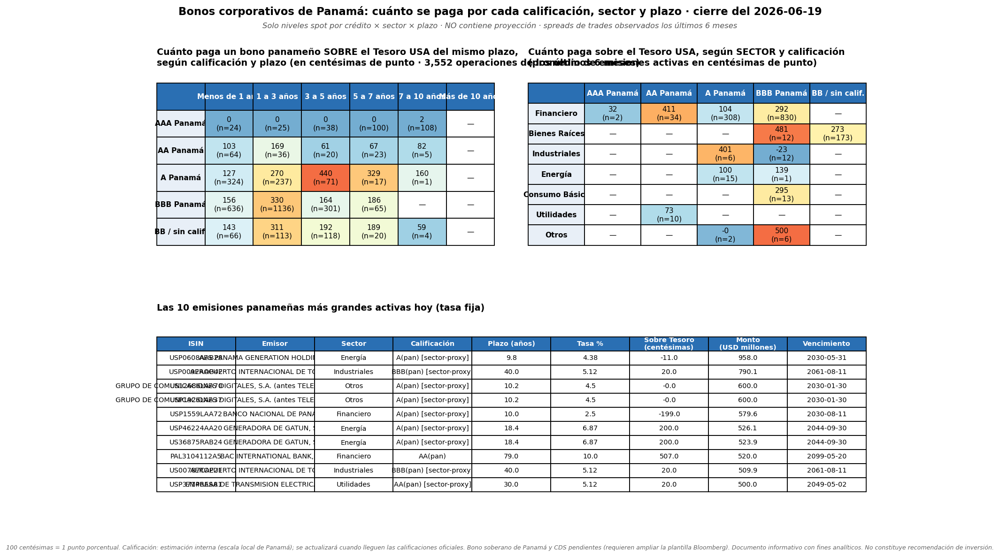 Bonos corporativos de Panamá: cuánto se paga por cada calificación, sector y plazo · cierre del 2026-06-19
Solo niveles spot por crédito × sector × plazo · NO contiene proyección · spreads de trades observados los últimos 6 meses
Cuánto paga un bono panameño SOBRE el Tesoro USA del mismo plazo,
según calificación y plazo (en centésimas de punto · 3,552 operaciones de los últimos 6 meses)
Menos de 1 añ 1 a 3 años 3 a 5 años 5 a 7 años 7 a 10 años Más de 10 año
AAA Panamá 0 (n=24) 0 (n=25) 0 (n=38) 0 (n=100) 2 (n=108) —
AA Panamá 103 (n=64) 169 (n=36) 61 (n=20) 67 (n=23) 82 (n=5) —
A Panamá 127 (n=324) 270 (n=237) 440 (n=71) 329 (n=17) 160 (n=1) —
BBB Panamá 156 (n=636) 330 (n=1136) 164 (n=301) 186 (n=65) — —
BB / sin calif. 143 (n=66) 311 (n=113) 192 (n=118) 189 (n=20) 59 (n=4) —
Cuánto paga sobre el Tesoro USA, según SECTOR y calificación
(promedio de emisiones activas en centésimas de punto)
AAA Panamá AA Panamá A Panamá BBB Panamá BB / sin calif.
Financiero 32 (n=2) 411 (n=34) 104 (n=308) 292 (n=830) —
Bienes Raíces — — — 481 (n=12) 273 (n=173)
Industriales — — 401 (n=6) -23 (n=12) —
Energía — — 100 (n=15) 139 (n=1) —
Consumo Básic — — — 295 (n=13) —
Utilidades — 73 (n=10) — — —
Otros — — -0 (n=2) 500 (n=6) —
Las 10 emisiones panameñas más grandes activas hoy (tasa fija)
ISIN Emisor Sector Calificación Plazo (años) Tasa % Sobre Tesoro (centésimas) Monto (USD millones) Vencimiento
AES PANAMA GENERATION HOLDIN Energía A(pan) [sector-proxy] 9.8 4.38 -11.0 958.0 2030-05-31
AEROPUERTO INTERNACIONAL DE TO Industriales BBB(pan) [sector-proxy 40.0 5.12 20.0 790.1 2061-08-11
GRUPO DE COMUNICACIONES DIGITALES, S.A. (antes TELE Otros A(pan) [sector-proxy] 10.2 4.5 -0.0 600.0 2030-01-30
GRUPO DE COMUNICACIONES DIGITALES, S.A. (antes TELE Otros A(pan) [sector-proxy] 10.2 4.5 -0.0 600.0 2030-01-30
USP1559LAA72 BANCO NACIONAL DE PANA Financiero A(pan) [sector-proxy] 10.0 2.5 -199.0 579.6 2030-08-11
USP46224AA20 GENERADORA DE GATUN, S Energía A(pan) [sector-proxy] 18.4 6.87 200.0 526.1 2044-09-30
US36875RAB24 GENERADORA DE GATUN, S Energía A(pan) [sector-proxy] 18.4 6.87 200.0 523.9 2044-09-30
PAL3104112A5 BAC INTERNATIONAL BANK, Financiero AA(pan) 79.0 10.0 507.0 520.0 2099-05-20
AEROPUERTO INTERNACIONAL DE TO Industriales BBB(pan) [sector-proxy 40.0 5.12 20.0 509.9 2061-08-11
EMPRESA DE TRANSMISION ELECTRICA Utilidades AA(pan) [sector-proxy] 30.0 5.12 20.0 500.0 2049-05-02
100 centésimas = 1 punto porcentual. Calificación: estimación interna (escala local de Panamá); se actualizará cuando lleguen las calificaciones oficiales. Bono soberano de Panamá y CDS pendientes (requieren ampliar la plantilla Bloomberg). Documento informativo con fines analíticos. No constituye recomendación de inversión.